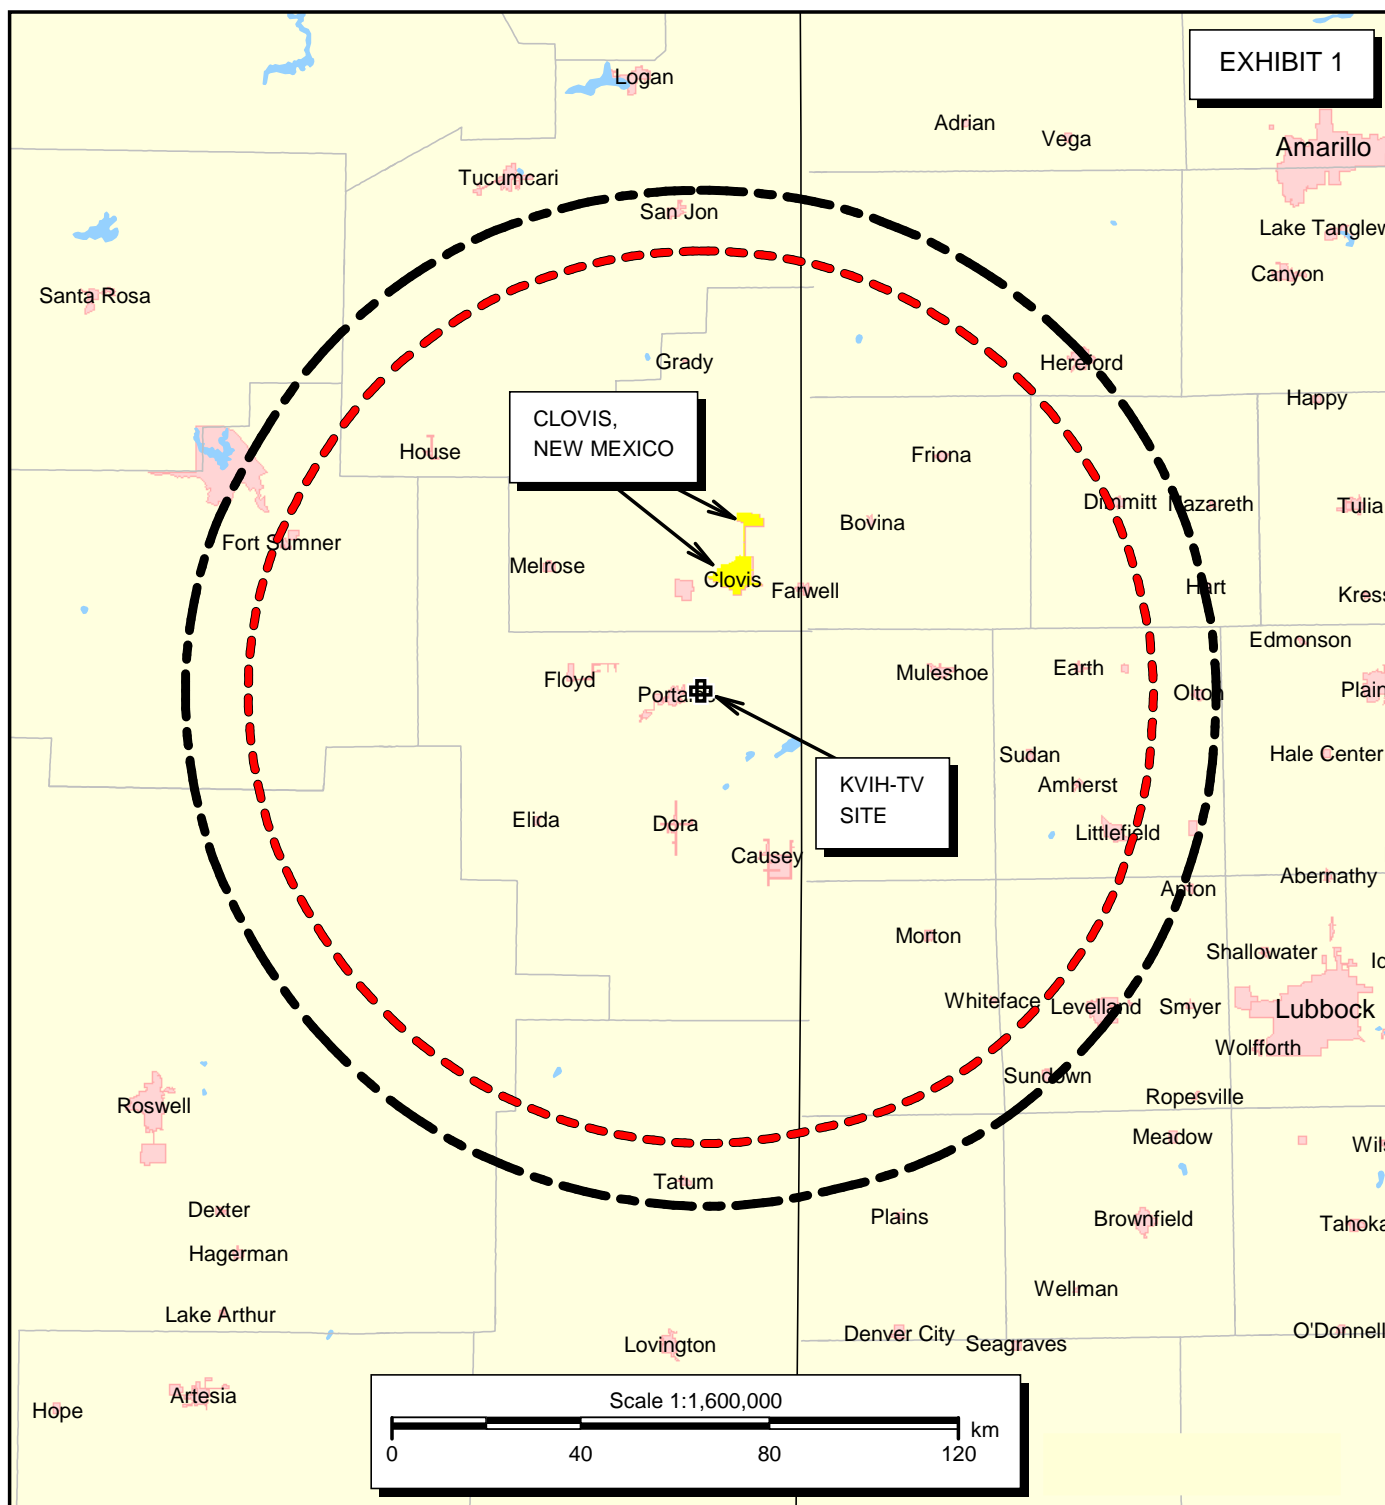 EXHIBIT 1
Logan
Adrian
Vega
Amarillo
Tucumcari
San Jon
Lake Tanglew
Canyon
Santa Rosa
Grady
Hereford
Happy
CLOVIS,
NEW MEXICO
House
Friona
Dimmitt
Nazareth
Tulia
Bovina
Fort Sumner
Melrose
Clovis
Farwell
Hart
Kress
Edmonson
Floyd
Muleshoe
Earth
Olton
Plain
Sudan
Hale Center
KVIH-TV
SITE
Amherst
Elida
Dora
Littlefield
Causey
Anton
Abernathy
Morton
Shallowater
Whiteface
Levelland
Smyer
Lubbock
Wolfforth
Sundown
Roswell
Ropesville
Meadow
Tatum
Dexter
Plains
Brownfield
Tahoka
Hagerman
Wellman
Lake Arthur
Lovington
Denver City
Seagraves
O'Donnell
Hope
Artesia
Scale 1:1,600,000
km
0 40 80 120